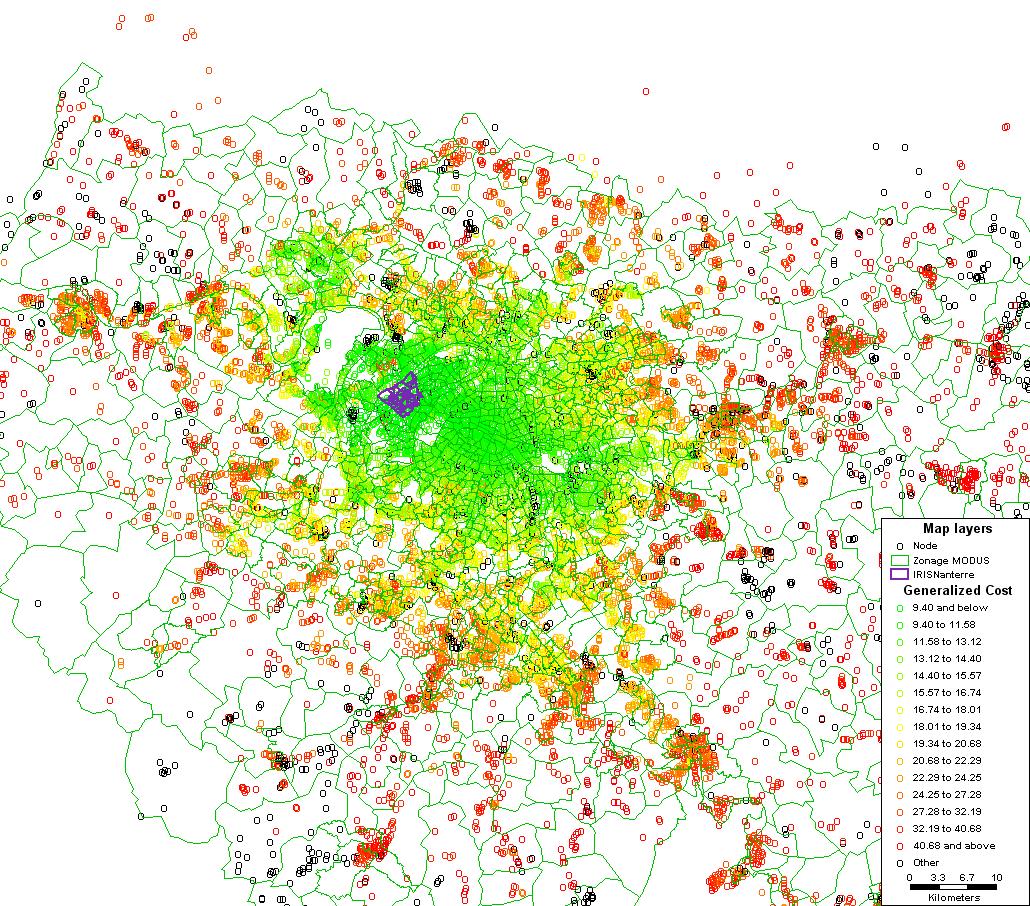 Map layers
Node
Zonage MODUS
IRISNanterre
Generalized Cost
9.40 and below
9.40 to 11.58
11.58 to 13.12
13.12 to 14.40
14.40 to 15.57
15.57 to 16.74
16.74 to 18.01
18.01 to 19.34
19.34 to 20.68
20.68 to 22.29
22.29 to 24.25
24.25 to 27.28
27.28 to 32.19
32.19 to 40.68
40.68 and above
Other
0 3.3 6.7 10
Kilometers